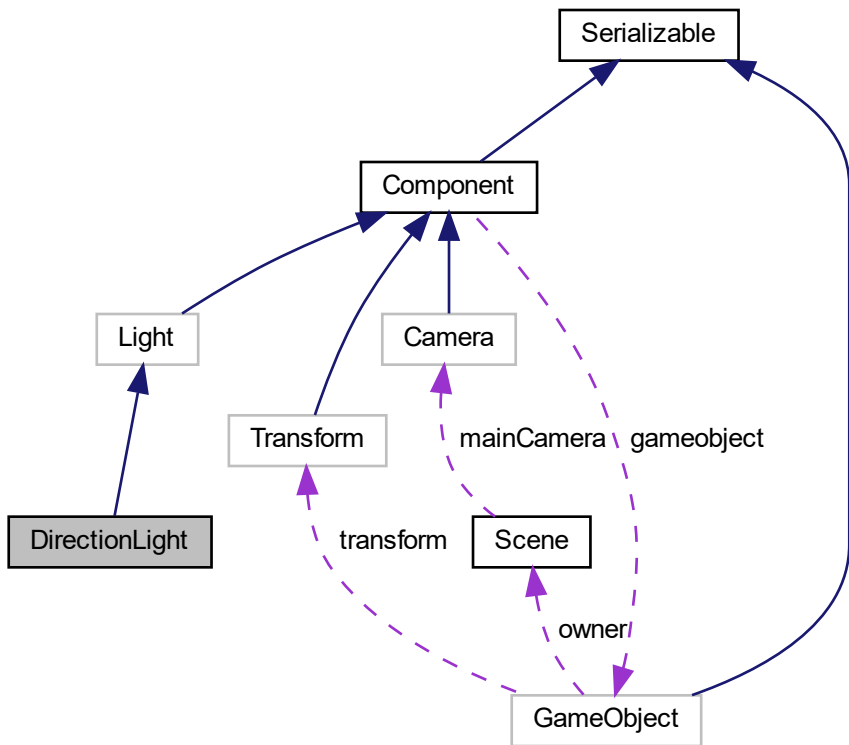 Serializable
Component
Light
Camera
Transform
mainCamera
gameobject
DirectionLight
transform
Scene
owner
GameObject